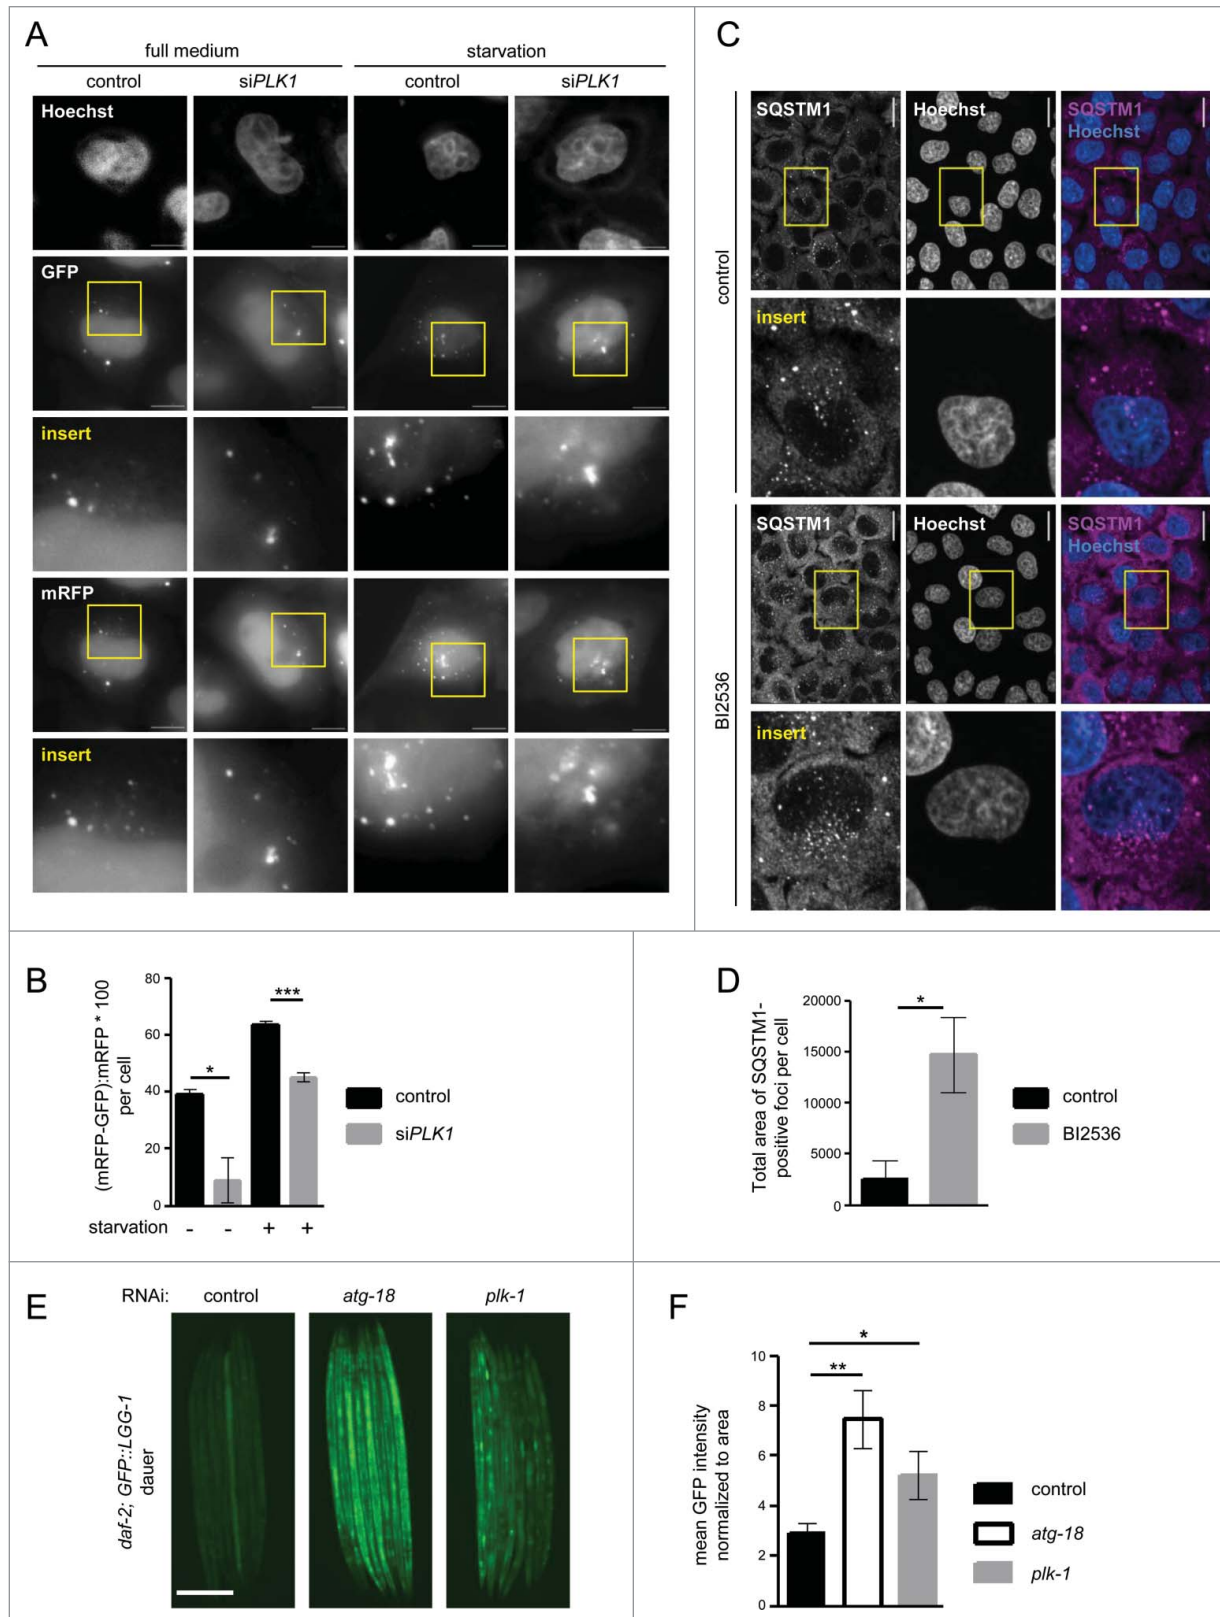 A
full medium
starvation
control
siPLK1
control
siPLK1
Hoechst
GFP
insert
mRFP
insert
C
control
SQSTM1
Hoechst
SQSTM1
Hoechst
insert
BI2536
SQSTM1
Hoechst
SQSTM1
Hoechst
insert
B
(mRFP-GFP):mRFP * 100
per cell
80
60
40
20
0
*
***
starvation
-
-
+
+
control
siPLK1
D
Total area of SQSTM1-
positive foci per cell
20000
15000
10000
5000
0
*
control
BI2536
E
RNAi:
control
atg-18
plk-1
daf-2; GFP::LGG-1
dauer
F
mean GFP intensity
normalized to area
10
8
6
4
2
0
*
**
control
atg-18
plk-1